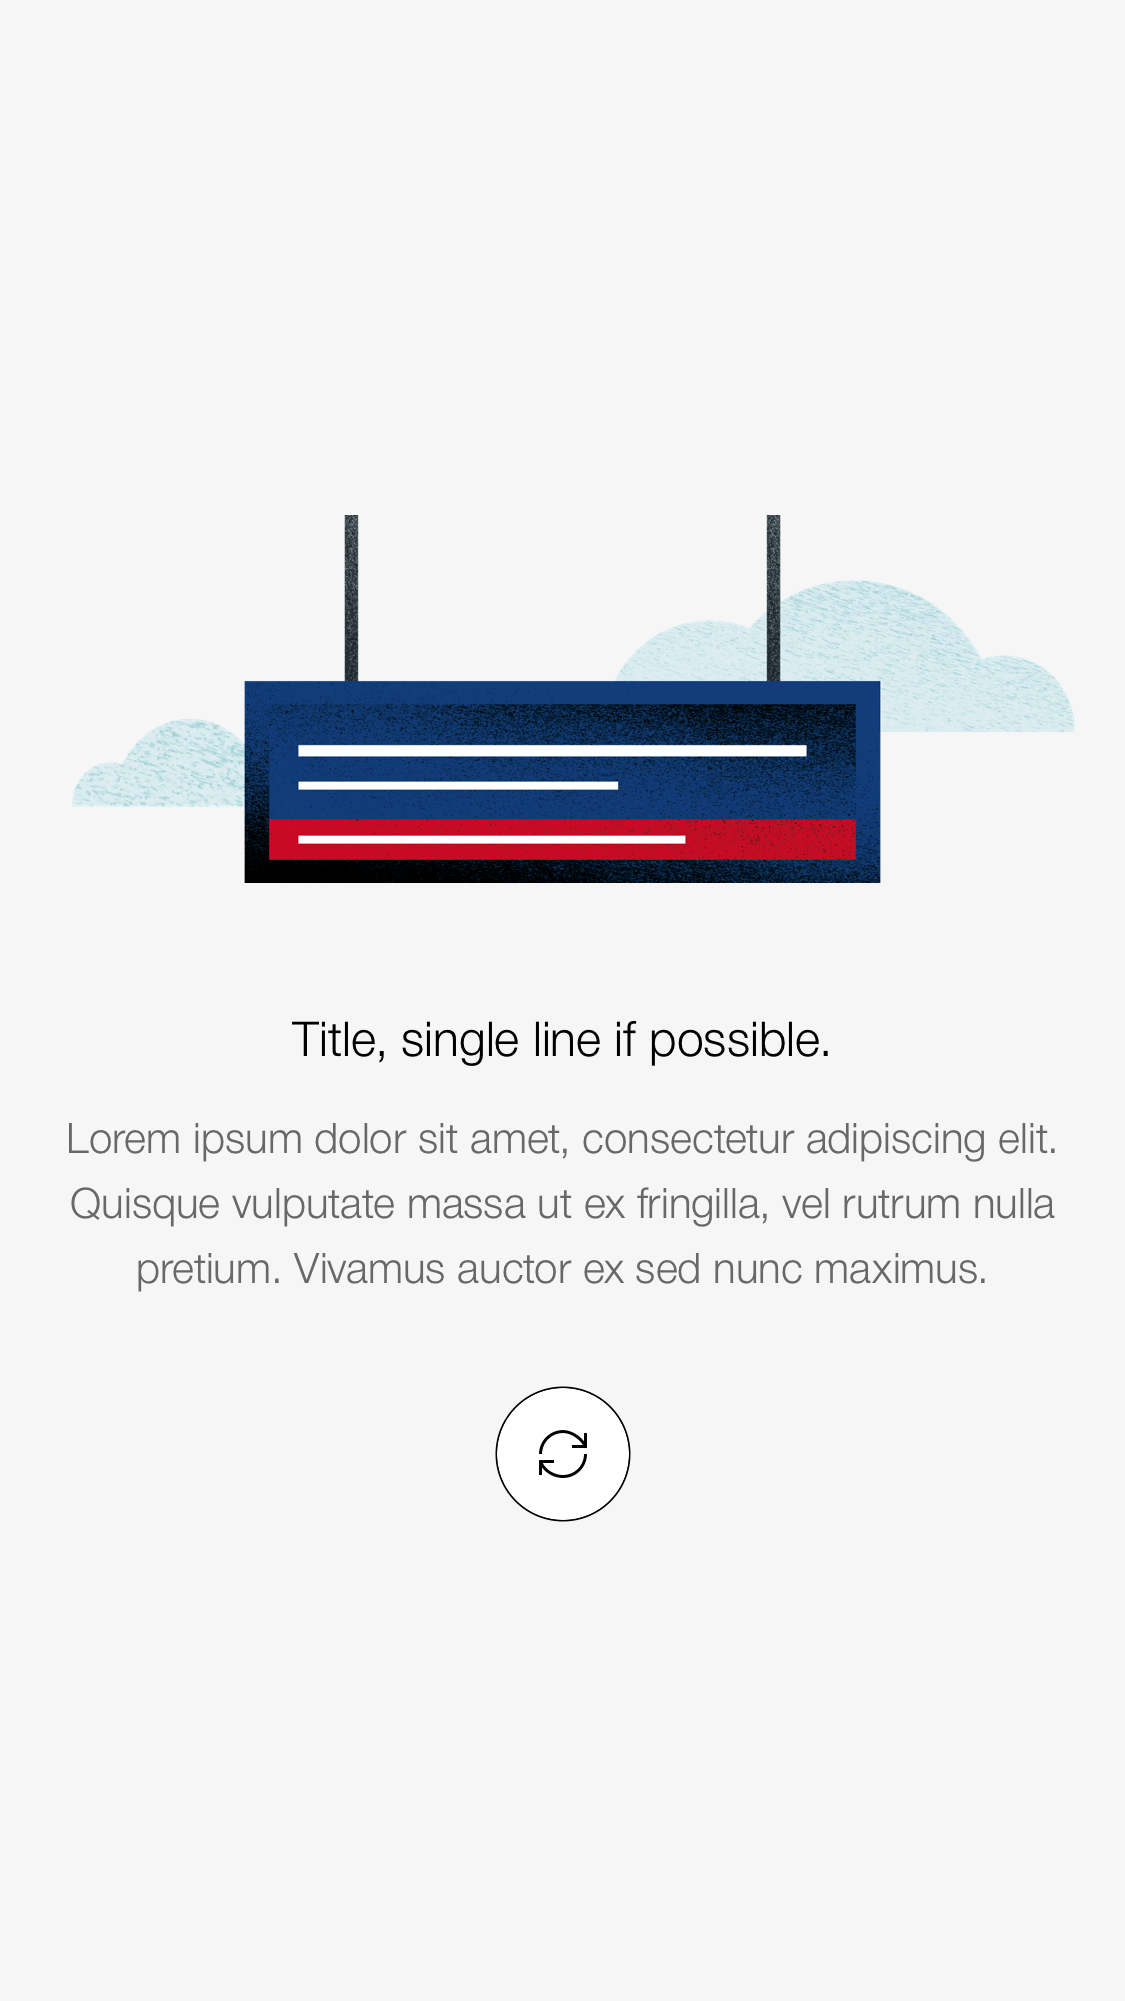 Title, single line if possible.
Lorem ipsum dolor sit amet, consectetur adipiscing elit.
Quisque vulputate massa ut ex fringilla, vel rutrum nulla
pretium. Vivamus auctor ex sed nunc maximus.